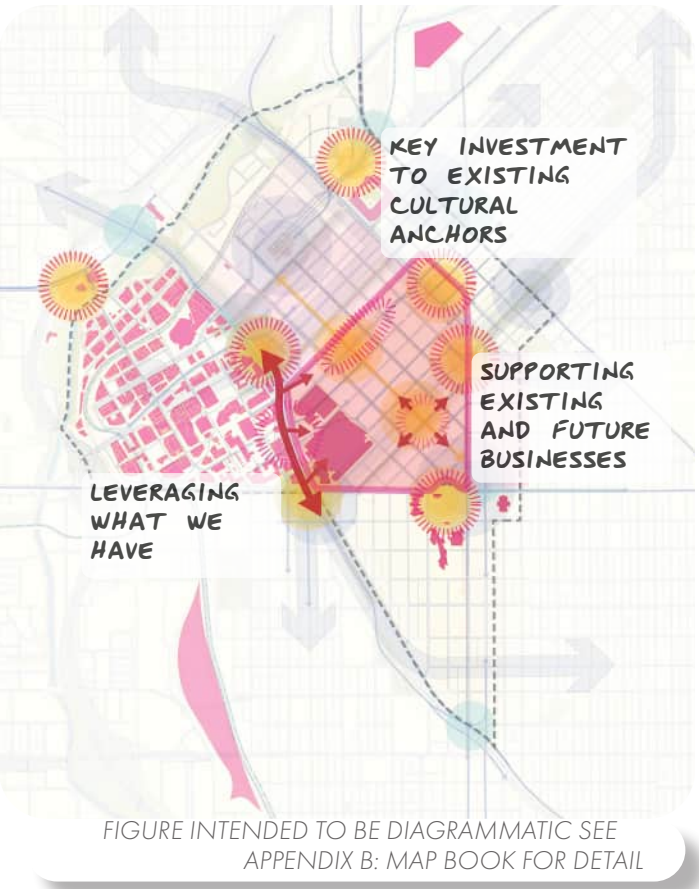 KEY INVESTMENT
TO EXISTING
CULTURAL
ANCHORS
SUPPORTING
EXISTING
AND FUTURE
BUSINESSES
LEVERAGING
WHAT WE
HAVE
FIGURE INTENDED TO BE DIAGRAMMATIC SEE
APPENDIX B: MAP BOOK FOR DETAIL